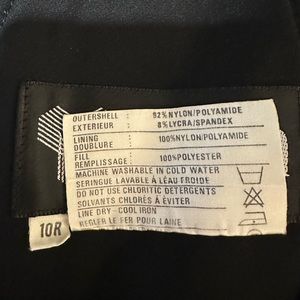 OUTERSHELL : 92%NYLON/POLYAMIDE
EXTERIEUR 8%LYCRA/SPANDEX
LINING 100%NYLON/POLYAMIDE
DOUBLURE
FILL
REMPLISSAGE: 100%POLYESTER
MACHINE WASHABLE IN COLD WATER
SERINGUE LAVABLE À LÉAU FROIDE
DO NOT USE CHLORITIC DETERGENTS
SOLVANTS CHLORÉS À ÉVITER
LINE DRY-COOL IRON
REGLER LE FER POUR LAINE
10R